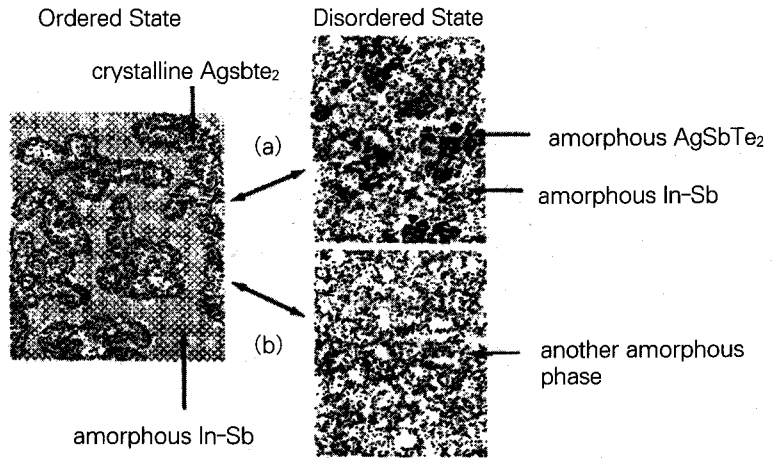 Ordered State
Disordered State
crystalline Agsbte₂
(a)
amorphous AgSbTe₂
amorphous In-Sb
(b)
another amorphous
phase
amorphous In-Sb